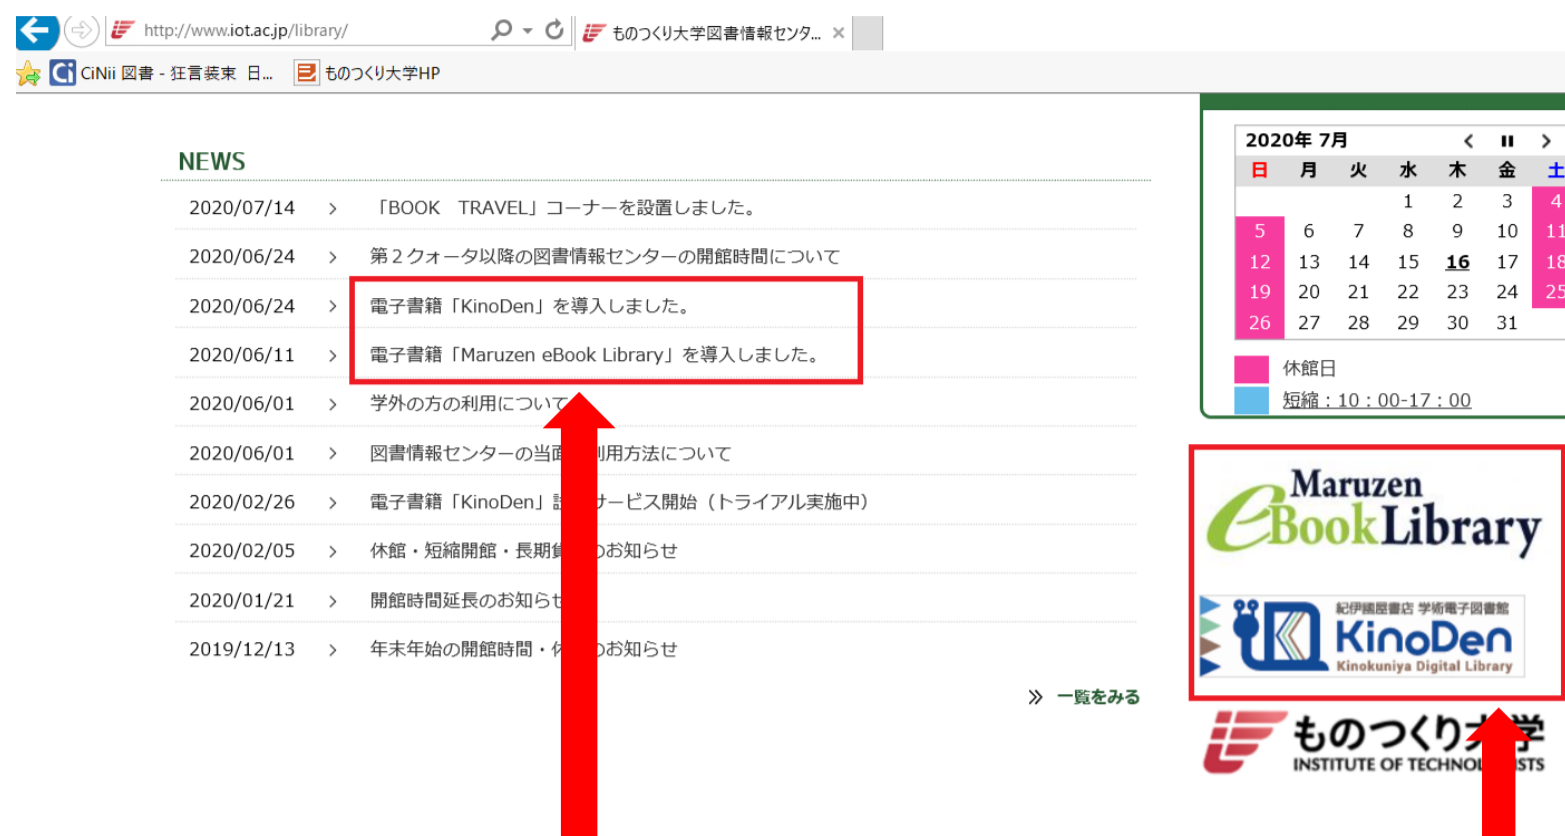 http://www.iot.ac.jp/library/
ものつくり大学図書情報センタ...
CiNii 図書 - 狂言装束 日...
ものつくり大学HP
NEWS
2020/07/14 > 「BOOK TRAVEL」コーナーを設置しました。
2020/06/24 > 第２クォータ以降の図書情報センターの開館時間について
2020/06/24 > 電子書籍「KinoDen」を導入しました。
2020/06/11 > 電子書籍「Maruzen eBook Library」を導入しました。
2020/06/01 > 学外の方の利用について
2020/06/01 > 図書情報センターの当面 利用方法について
2020/02/26 > 電子書籍「KinoDen」 サービス開始（トライアル実施中）
2020/02/05 > 休館・短縮開館・長期 のお知らせ
2020/01/21 > 開館時間延長のお知らせ
2019/12/13 > 年末年始の開館時間・ のお知らせ
一覧をみる
2020年 7月
日 月 火 水 木 金 土
1 2 3 4
5 6 7 8 9 10 11
12 13 14 15 16 17 18
19 20 21 22 23 24 25
26 27 28 29 30 31
休館日
短縮：10：00-17：00
Maruzen
eBook Library
紀伊國屋書店 学術電子図書館
KinoDen
Kinokuniya Digital Library
ものつくり大学
INSTITUTE OF